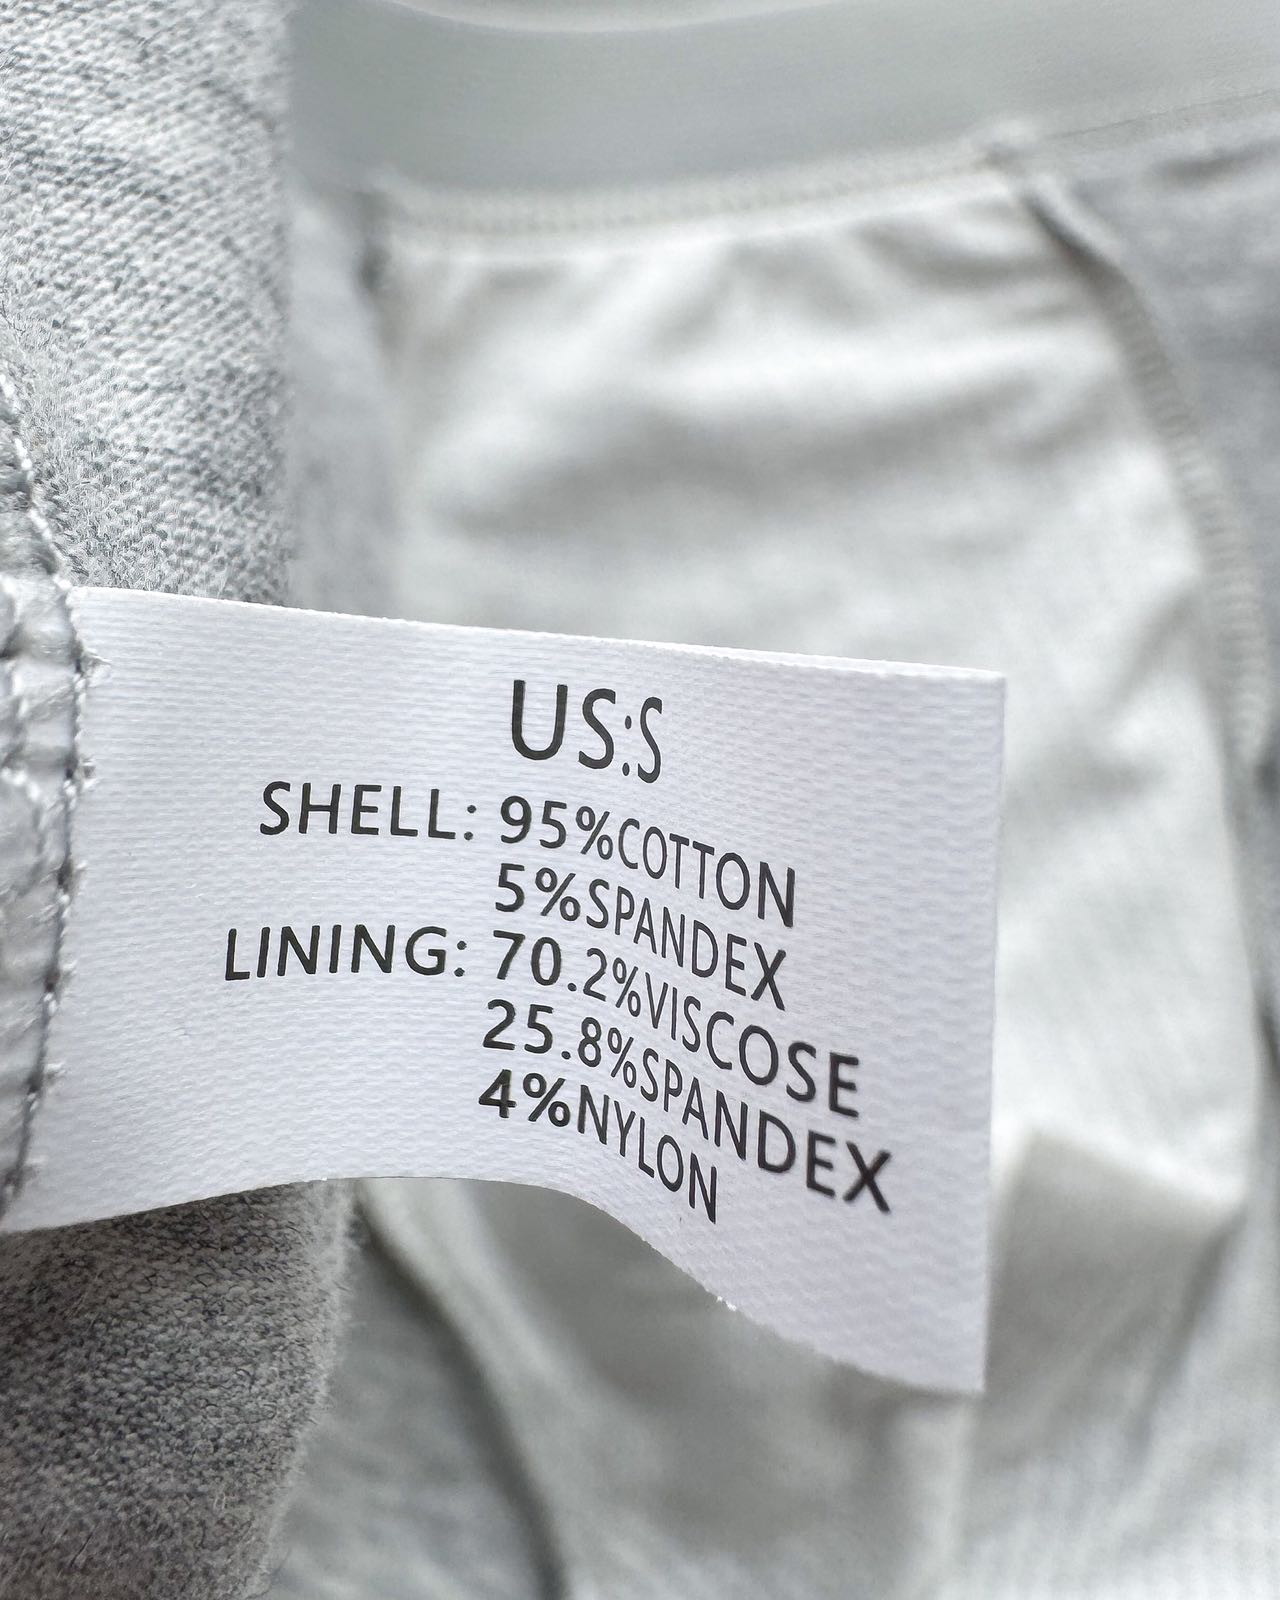 US:S
SHELL: 95%COTTON
5%SPANDEX
LINING: 70.2%VISCOSE
25.8%SPANDEX
4%NYLON